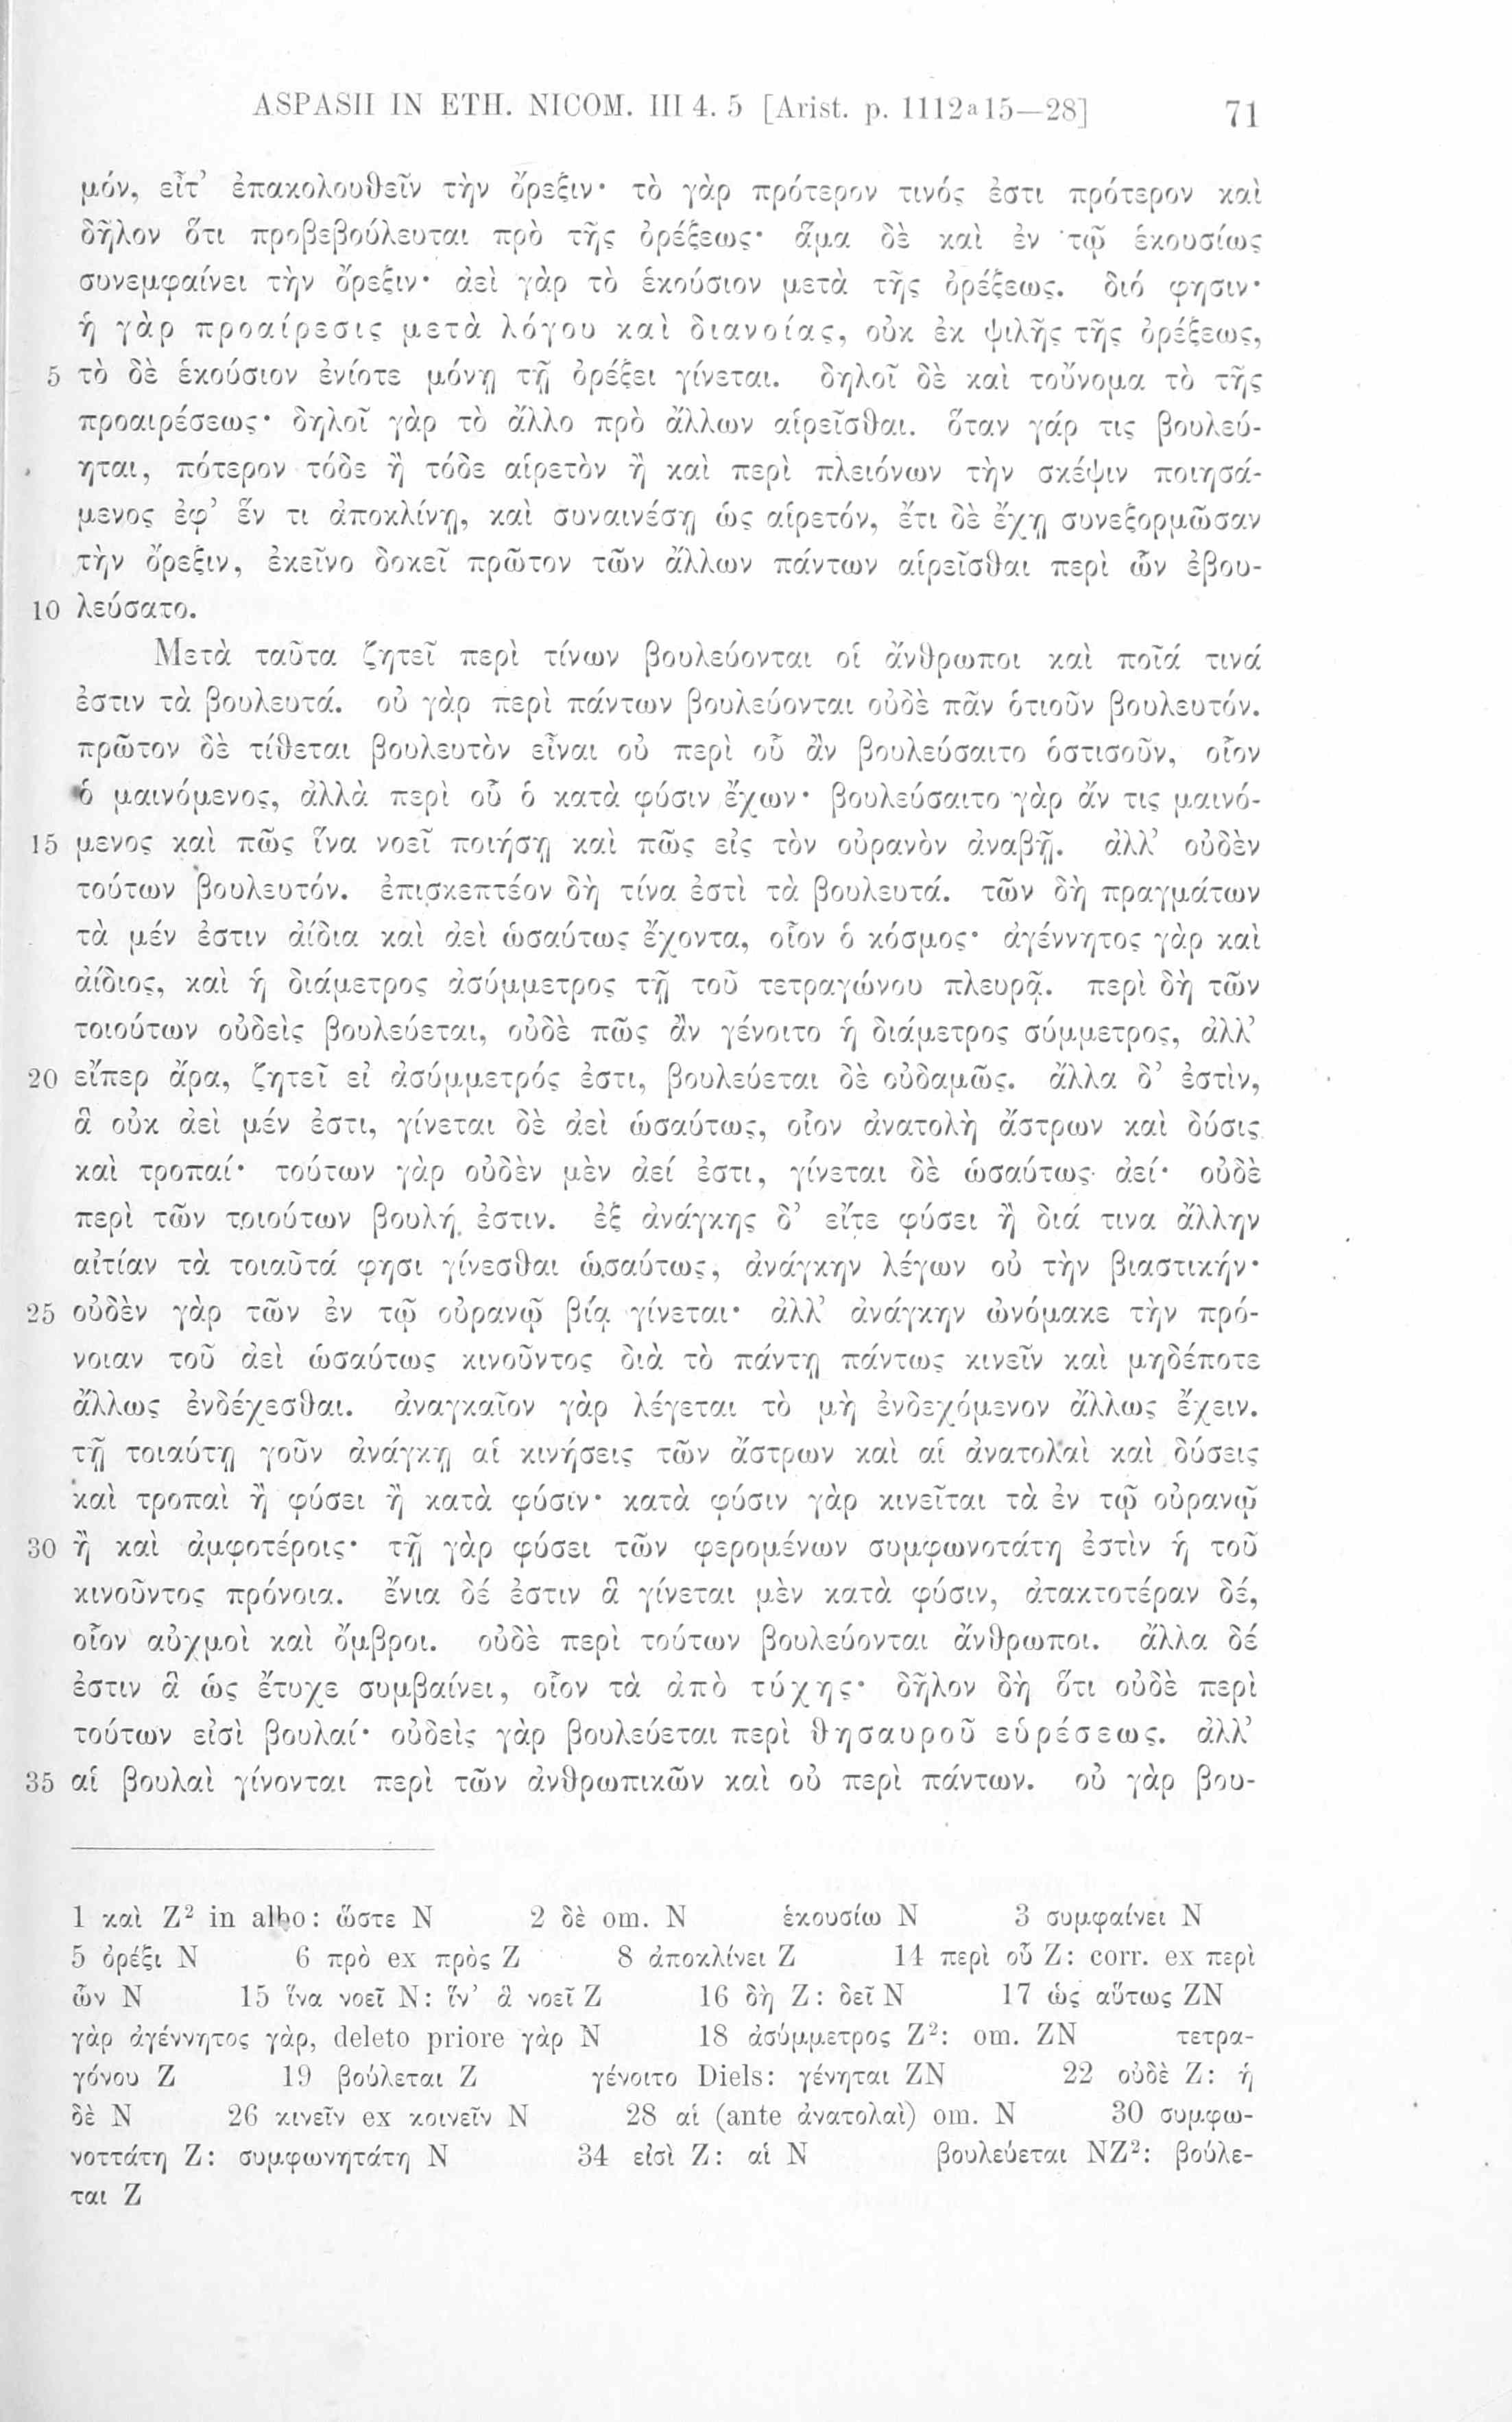 ASPASII IN ETH. NICOM. III 4. 5 [Arist. p. 1112a15—28] 71
μόν, εἶτ’ ἐπακολουθεῖν τὴν ὄρεξιν· τὸ γὰρ πρότερον τινός ἐστι πρότερον καὶ
δῆλον ὅτι προβεβούλευται πρὸ τῆς ὀρέξεως· ἅμα δὲ καὶ ἐν τῷ ἑκουσίως
συνεμφαίνει τὴν ὄρεξιν· ἀεὶ γὰρ τὸ ἑκούσιον μετὰ τῆς ὀρέξεως. διό φησιν·
ἡ γὰρ προαίρεσις μετὰ λόγου καὶ διανοίας, οὐκ ἐκ ψιλῆς τῆς ὀρέξεως,
5 τὸ δὲ ἑκούσιον ἐνίοτε μόνῃ τῇ ὀρέξει γίνεται. δηλοῖ δὲ καὶ τοὔνομα τὸ τῆς
προαιρέσεως· δηλοῖ γὰρ τὸ ἄλλο πρὸ ἄλλων αἱρεῖσθαι. ὅταν γάρ τις βουλεύ-
ηται, πότερον τόδε ἢ τόδε αἱρετὸν ἢ καὶ περὶ πλειόνων τὴν σκέψιν ποιησά-
μενος ἐφ’ ἕν τι ἀποκλίνῃ, καὶ συναινέσῃ ὡς αἱρετόν, ἔτι δὲ ἔχῃ συνεξορμῶσαν
τὴν ὄρεξιν, ἐκεῖνο δοκεῖ πρῶτον τῶν ἄλλων πάντων αἱρεῖσθαι περὶ ὧν ἐβου-
10 λεύσατο.
Μετὰ ταῦτα ζητεῖ περὶ τίνων βουλεύονται οἱ ἄνθρωποι καὶ ποῖά τινά
ἐστιν τὰ βουλευτά. οὐ γὰρ περὶ πάντων βουλεύονται οὐδὲ πᾶν ὁτιοῦν βουλευτόν.
πρῶτον δὲ τίθεται βουλευτὸν εἶναι οὐ περὶ οὗ ἂν βουλεύσαιτο ὁστισοῦν, οἷον
ὁ μαινόμενος, ἀλλὰ περὶ οὗ ὁ κατὰ φύσιν ἔχων· βουλεύσαιτο γὰρ ἄν τις μαινό-
15 μενος καὶ πῶς ἵνα νοεῖ ποιήσῃ καὶ πῶς εἰς τὸν οὐρανὸν ἀναβῇ. ἀλλ’ οὐδὲν
τούτων βουλευτόν. ἐπισκεπτέον δὴ τίνα ἐστὶ τὰ βουλευτά. τῶν δὴ πραγμάτων
τὰ μέν ἐστιν ἀίδια καὶ ἀεὶ ὡσαύτως ἔχοντα, οἷον ὁ κόσμος· ἀγέννητος γὰρ καὶ
ἀίδιος, καὶ ἡ διάμετρος ἀσύμμετρος τῇ τοῦ τετραγώνου πλευρᾷ. περὶ δὴ τῶν
τοιούτων οὐδεὶς βουλεύεται, οὐδὲ πῶς ἂν γένοιτο ἡ διάμετρος σύμμετρος, ἀλλ’
20 εἴπερ ἄρα, ζητεῖ εἰ ἀσύμμετρός ἐστι, βουλεύεται δὲ οὐδαμῶς. ἄλλα δ’ ἐστὶν,
ἃ οὐκ ἀεὶ μέν ἐστι, γίνεται δὲ ἀεὶ ὡσαύτως, οἷον ἀνατολὴ ἄστρων καὶ δύσις
καὶ τροπαί· τούτων γὰρ οὐδὲν μὲν ἀεί ἐστι, γίνεται δὲ ὡσαύτως ἀεί· οὐδὲ
περὶ τῶν τοιούτων βουλή ἐστιν. ἐξ ἀνάγκης δ’ εἴτε φύσει ἢ διά τινα ἄλλην
αἰτίαν τὰ τοιαῦτά φησι γίνεσθαι ὡσαύτως, ἀνάγκην λέγων οὐ τὴν βιαστικήν·
25 οὐδὲν γὰρ τῶν ἐν τῷ οὐρανῷ βίᾳ γίνεται· ἀλλ’ ἀνάγκην ὠνόμακε τὴν πρό-
νοιαν τοῦ ἀεὶ ὡσαύτως κινοῦντος διὰ τὸ πάντῃ πάντως κινεῖν καὶ μηδέποτε
ἄλλως ἐνδέχεσθαι. ἀναγκαῖον γὰρ λέγεται τὸ μὴ ἐνδεχόμενον ἄλλως ἔχειν.
τῇ τοιαύτῃ γοῦν ἀνάγκῃ αἱ κινήσεις τῶν ἄστρων καὶ αἱ ἀνατολαὶ καὶ δύσεις
καὶ τροπαὶ ἢ φύσει ἢ κατὰ φύσιν· κατὰ φύσιν γὰρ κινεῖται τὰ ἐν τῷ οὐρανῷ
30 ἢ καὶ ἀμφοτέροις· τῇ γὰρ φύσει τῶν φερομένων συμφωνοτάτη ἐστὶν ἡ τοῦ
κινοῦντος πρόνοια. ἔνια δέ ἐστιν ἃ γίνεται μὲν κατὰ φύσιν, ἀτακτοτέραν δέ,
οἷον αὐχμοὶ καὶ ὄμβροι. οὐδὲ περὶ τούτων βουλεύονται ἄνθρωποι. ἄλλα δέ
ἐστιν ἃ ὡς ἔτυχε συμβαίνει, οἷον τὰ ἀπὸ τύχης· δῆλον δὴ ὅτι οὐδὲ περὶ
τούτων εἰσὶ βουλαί· οὐδεὶς γὰρ βουλεύεται περὶ θησαυροῦ εὑρέσεως. ἀλλ’
35 αἱ βουλαὶ γίνονται περὶ τῶν ἀνθρωπικῶν καὶ οὐ περὶ πάντων. οὐ γὰρ βου-
1 καὶ Z² in albo: ὥστε N 2 δὲ om. N ἑκουσίω N 3 συμφαίνει N
5 ὀρέξι N 6 πρὸ ex πρὸς Z 8 ἀποκλίνει Z 14 περὶ οὗ Z: corr. ex περὶ
ὧν N 15 ἵνα νοεῖ N: ἵν’ ἃ νοεῖ Z 16 δὴ Z: δεῖ N 17 ὡς αὕτως ZN
γὰρ ἀγέννητος γὰρ, deleto priore γὰρ N 18 ἀσύμμετρος Z²: om. ZN τετρα-
γόνου Z 19 βούλεται Z γένοιτο Diels: γένηται ZN 22 οὐδὲ Z: ἡ
δὲ N 26 κινεῖν ex κοινεῖν N 28 αἱ (ante ἀνατολαὶ) om. N 30 συμφω-
νοττάτη Z: συμφωνητάτη N 34 εἰσὶ Z: αἱ N βουλεύεται NZ²: βούλε-
ται Z